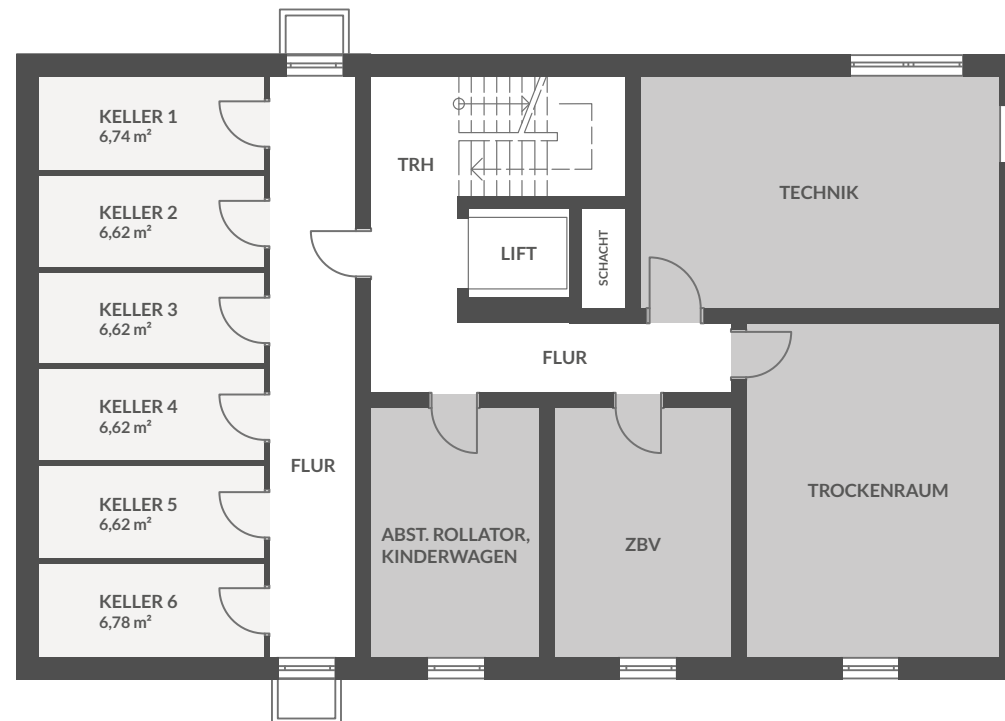 KELLER 1
6,74 m²
KELLER 2
6,62 m²
KELLER 3
6,62 m²
KELLER 4
6,62 m²
KELLER 5
6,62 m²
KELLER 6
6,78 m²
FLUR
TRH
LIFT
SCHACHT
TECHNIK
FLUR
ABST. ROLLATOR,
KINDERWAGEN
ZBV
TROCKENRAUM